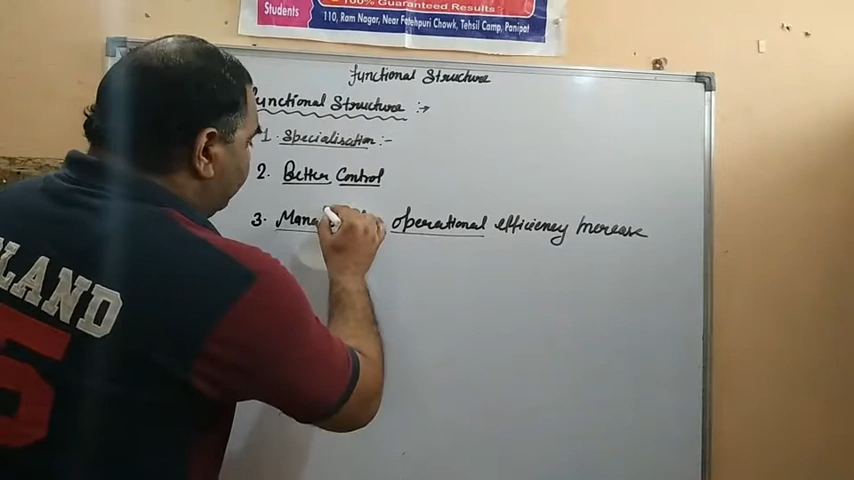 Students
100% Guaranteed Results
110, Ram Nagar, Near Fatehpuri Chowk, Tehsil Camp, Panipat
Functional Structure
unctional Structure :→
1. Specialisation :-
2. Better Control
3. Mana operational efficiency Increase
LAND
5